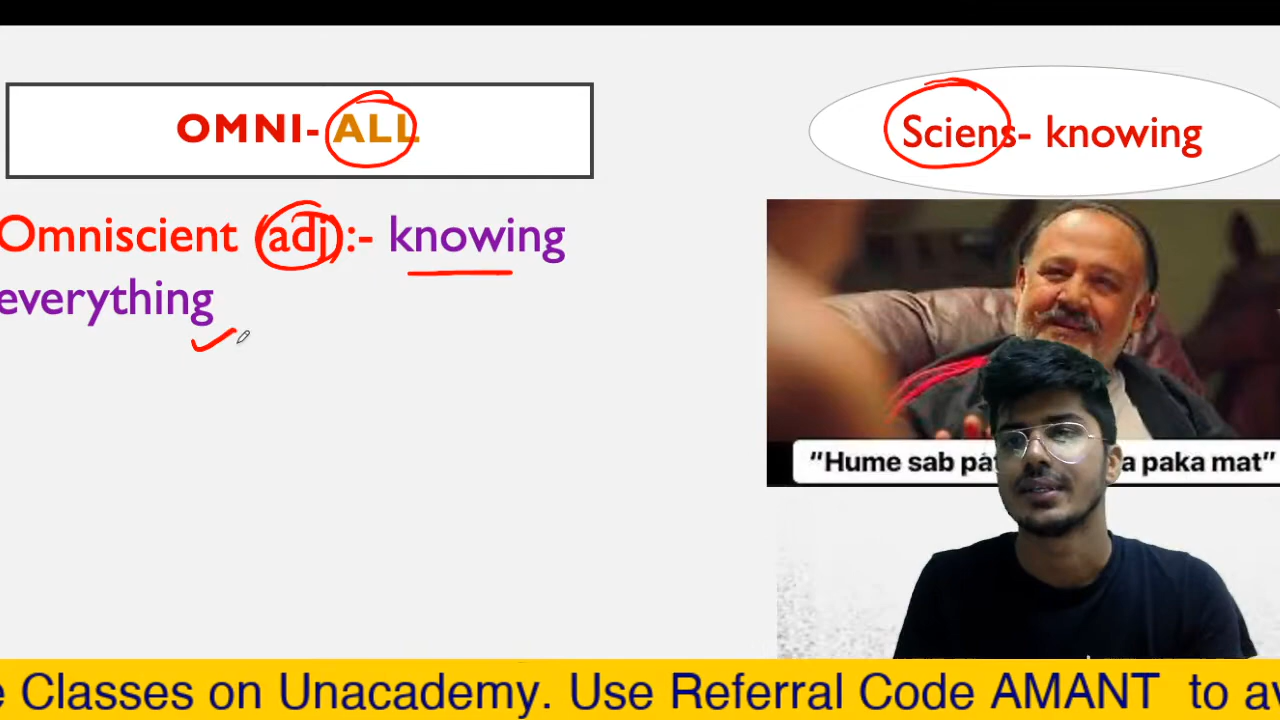 OMNI- ALL
Sciens- knowing
Omniscient (adj):- knowing
everything
“Hume sab a paka mat”
e Classes on Unacademy. Use Referral Code AMANT to av